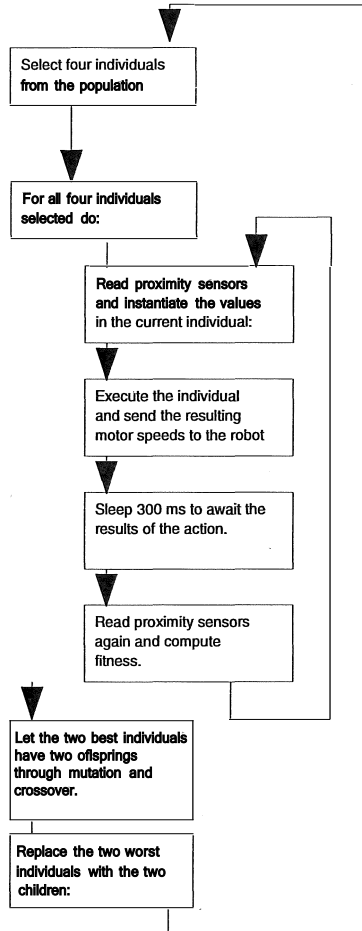 Select four individuals
from the population
For all four individuals
selected do:
Read proximity sensors
and instantiate the values
in the current individual:
Execute the individual
and send the resulting
motor speeds to the robot
Sleep 300 ms to await the
results of the action.
Read proximity sensors
again and compute
fitness.
Let the two best individuals
have two oflsprings
through mutation and
crossover.
Replace the two worst
individuals with the two
children: